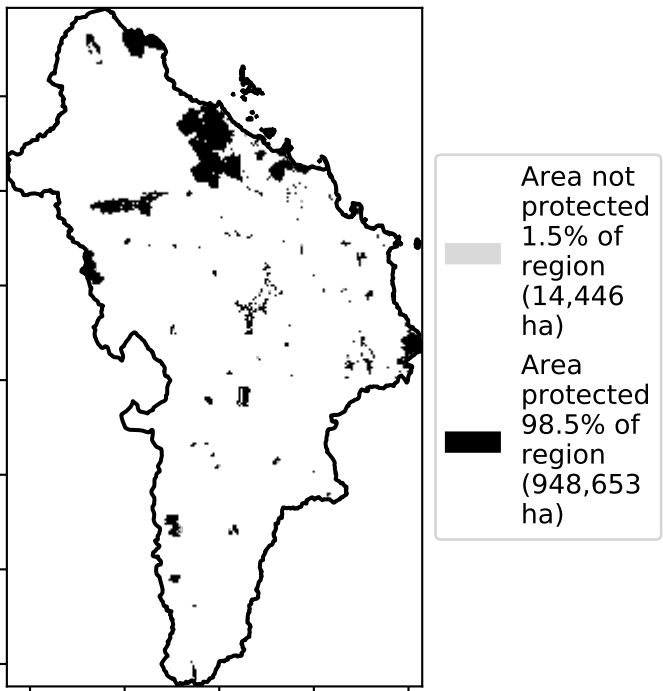 Area not
protected
1.5% of
region
(14,446
ha)
Area
protected
98.5% of
region
(948,653
ha)